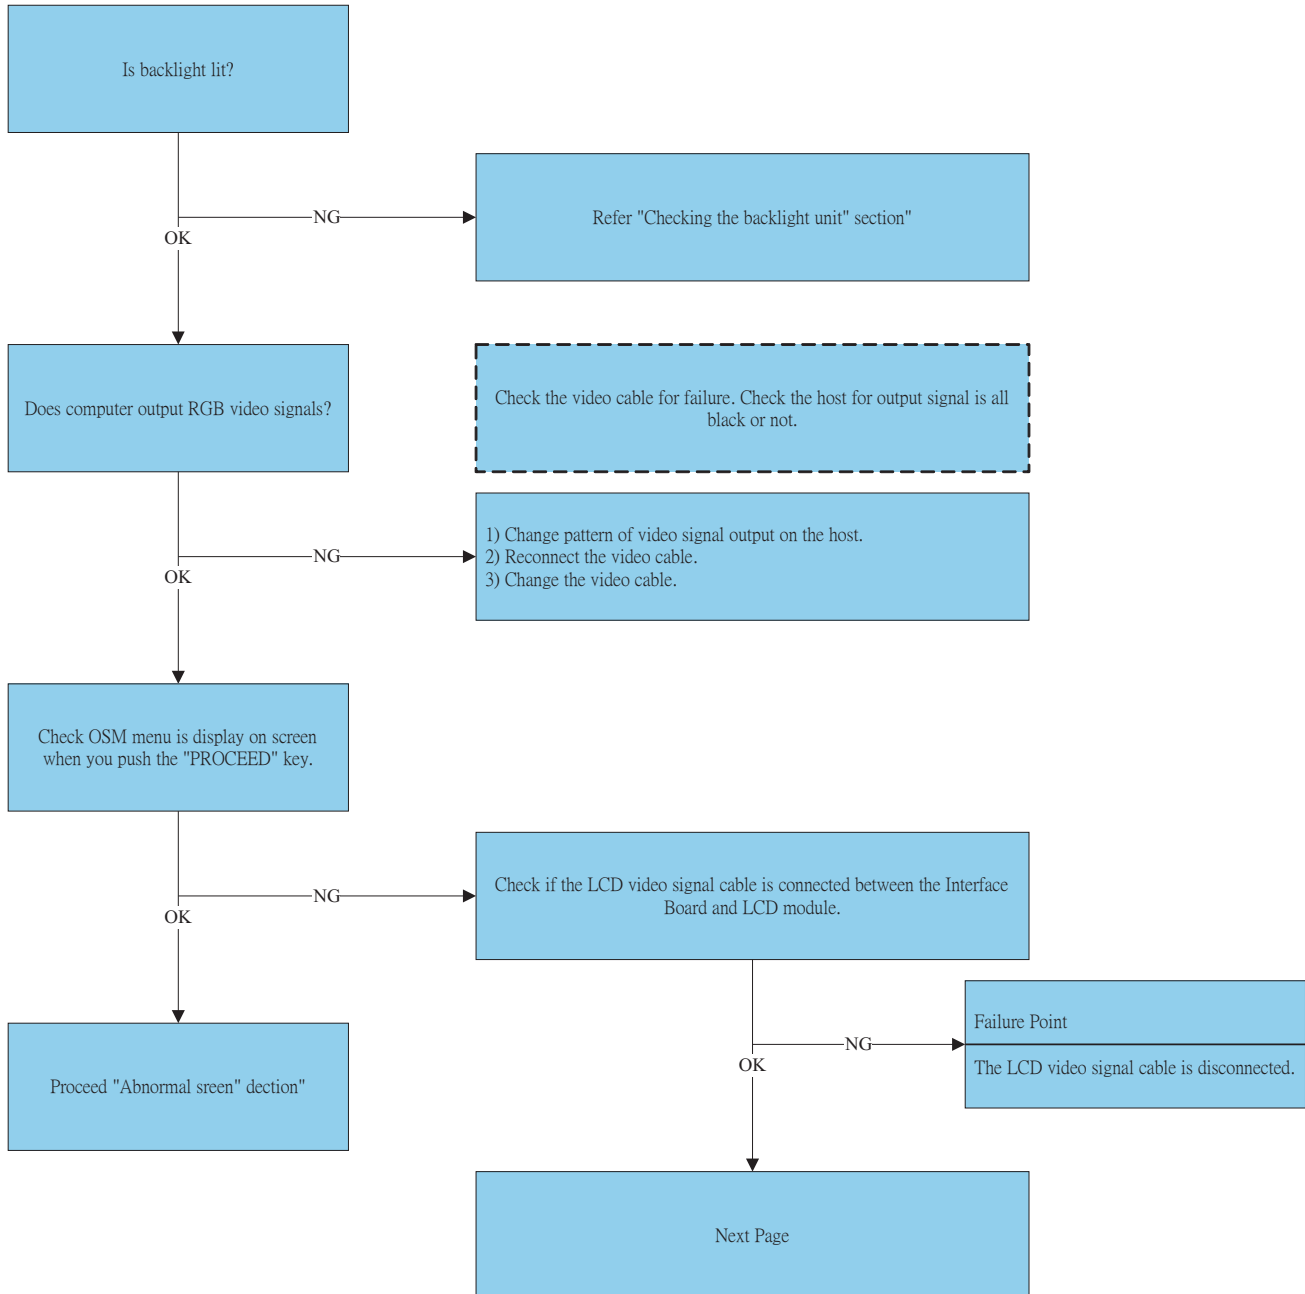 Is backlight lit?
NG
Refer "Checking the backlight unit" section"
OK
Does computer output RGB video signals?
Check the video cable for failure. Check the host for output signal is all
black or not.
1) Change pattern of video signal output on the host.
2) Reconnect the video cable.
3) Change the video cable.
NG
OK
Check OSM menu is display on screen
when you push the "PROCEED" key.
NG
Check if the LCD video signal cable is connected between the Interface
Board and LCD module.
OK
Proceed "Abnormal sreen" dection"
NG
Failure Point
The LCD video signal cable is disconnected.
OK
Next Page